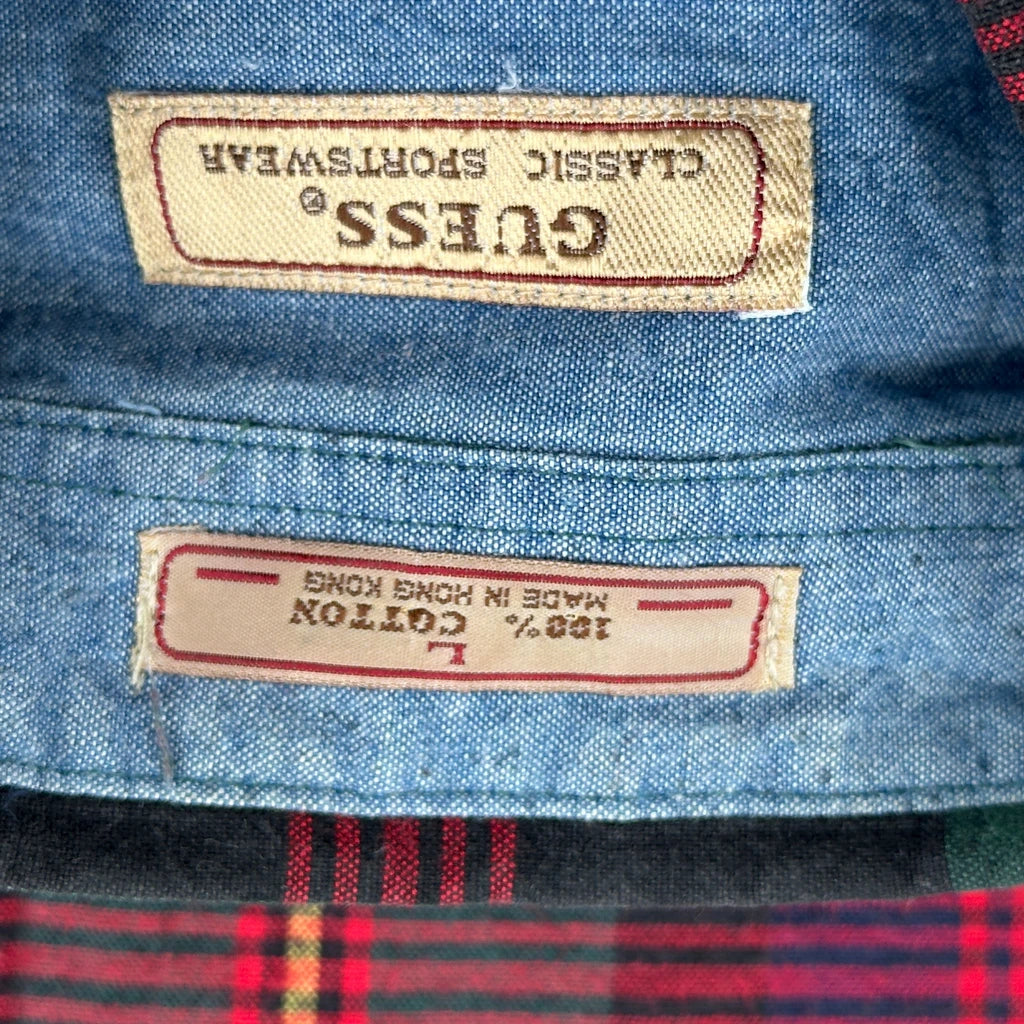 GUESS®
CLASSIC SPORTSWEAR
L
100% COTTON
MADE IN HONG KONG